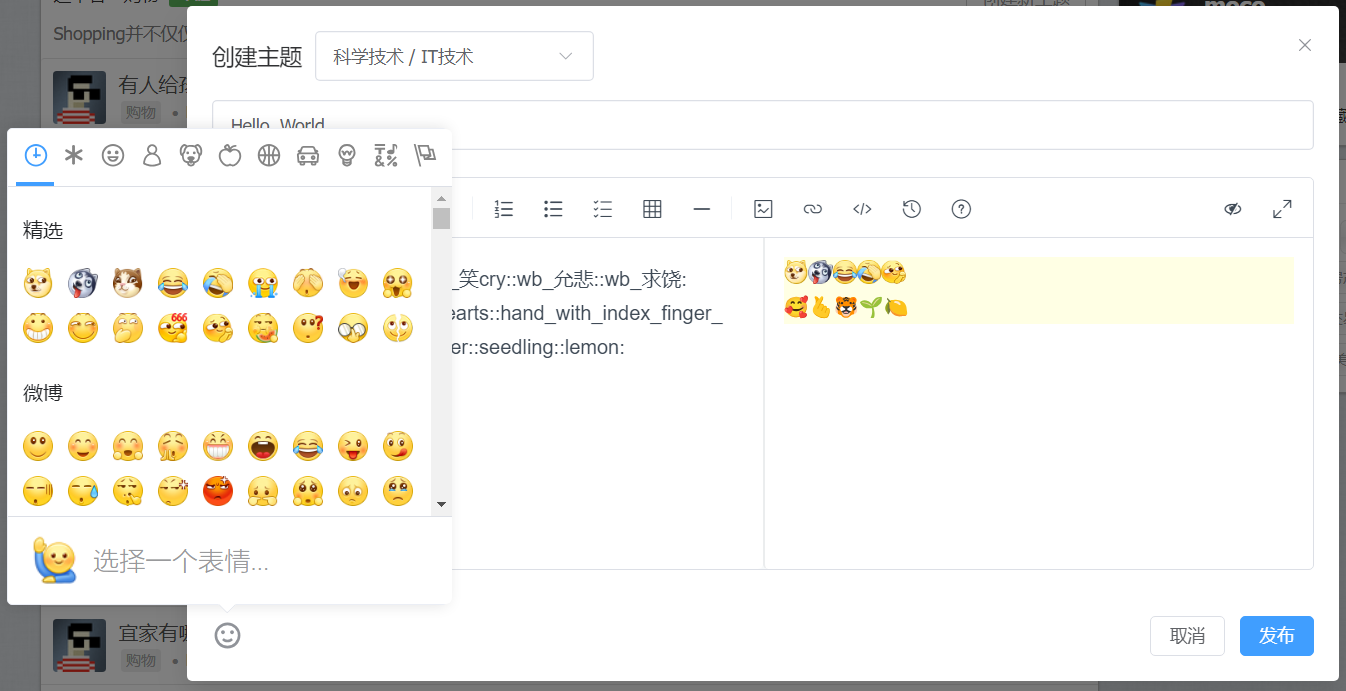 Shopping并不仅
创建主题
科学技术 / IT技术
有人给孩
购物
Hello, World
精选
_笑cry::wb_允悲::wb_求饶:
earts::hand_with_index_finger_
er::seedling::lemon:
666
微博
选择一个表情...
宜家有
购物
取消
发布